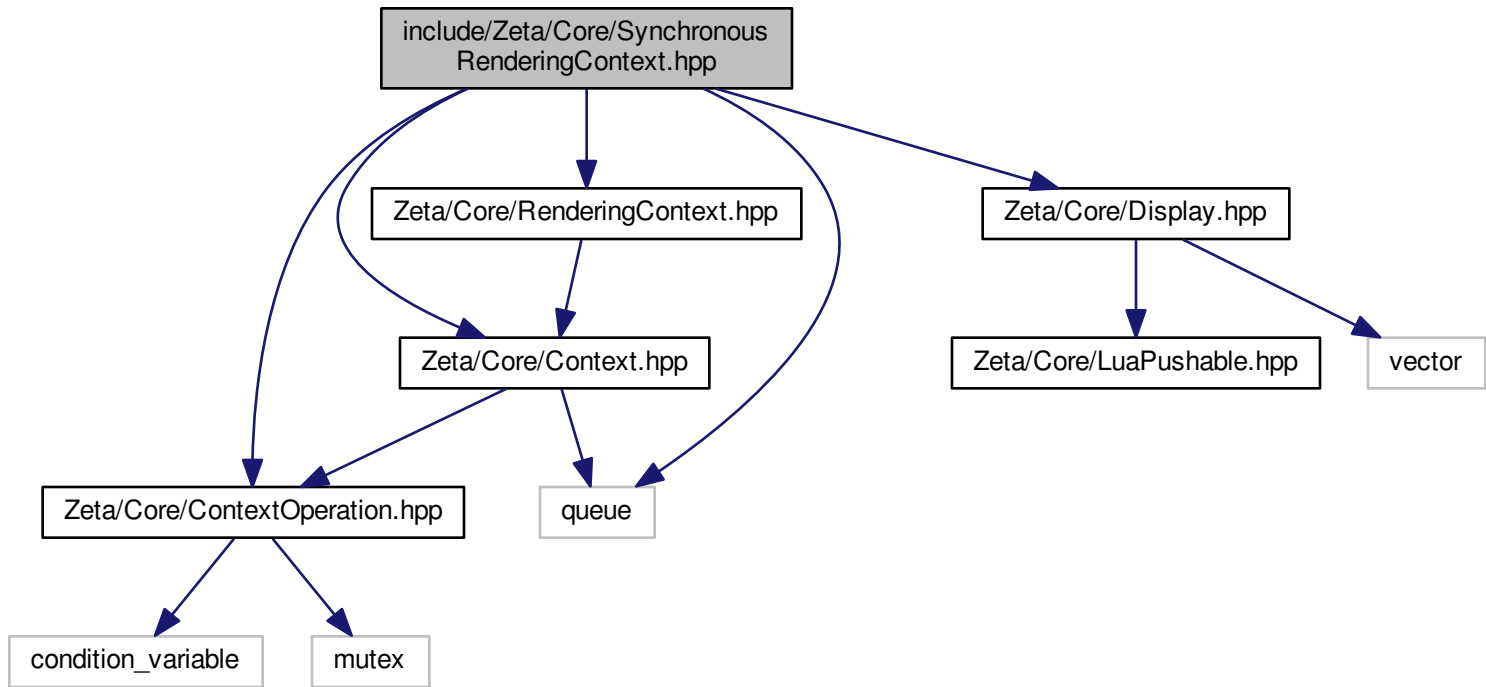 include/Zeta/Core/Synchronous
RenderingContext.hpp
Zeta/Core/RenderingContext.hpp
Zeta/Core/Display.hpp
Zeta/Core/Context.hpp
Zeta/Core/LuaPushable.hpp
vector
Zeta/Core/ContextOperation.hpp
queue
condition_variable
mutex